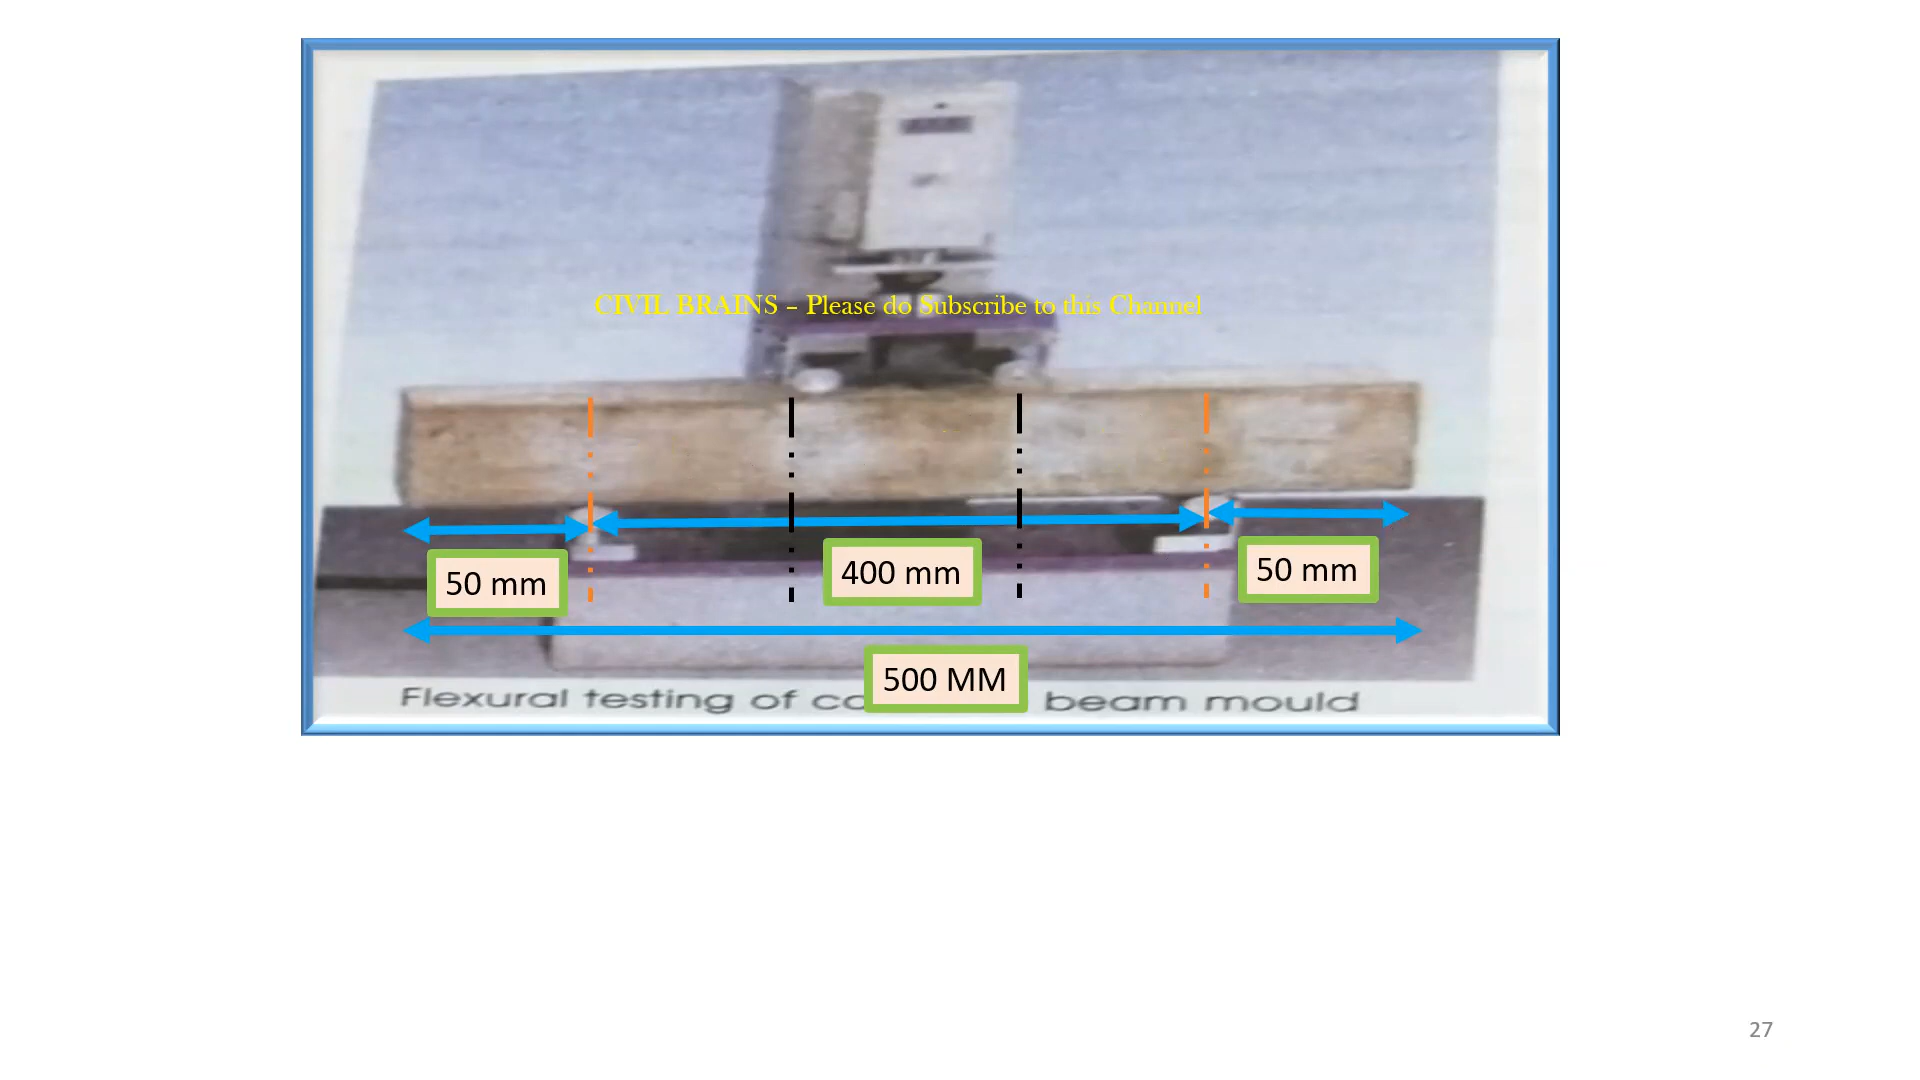 CIVIL BRAINS – Please do Subscribe to this Channel
50 mm
400 mm
50 mm
500 MM
Flexural testing of beam mould
27